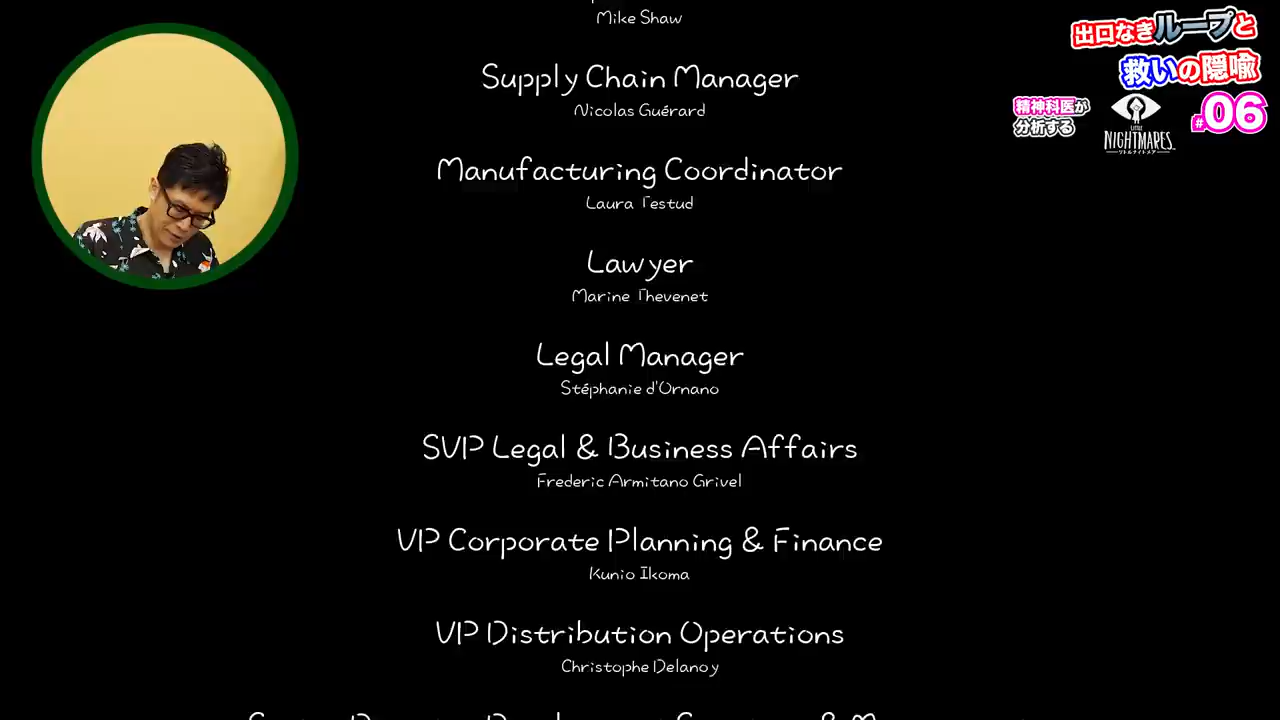 Mike Shaw
Supply Chain Manager
Nicolas Guérard
Manufacturing Coordinator
Laura Testud
Lawyer
Marine Thevenet
Legal Manager
Stéphanie d'Ornano
SVP Legal & Business Affairs
Frederic Armitano Grivel
VP Corporate Planning & Finance
Kunio Ikoma
VP Distribution Operations
Christophe Delanoy
出口なきループと
救いの隠喩
精神科医が
分析する
LITTLE
NIGHTMARES
リトルナイトメア
#06